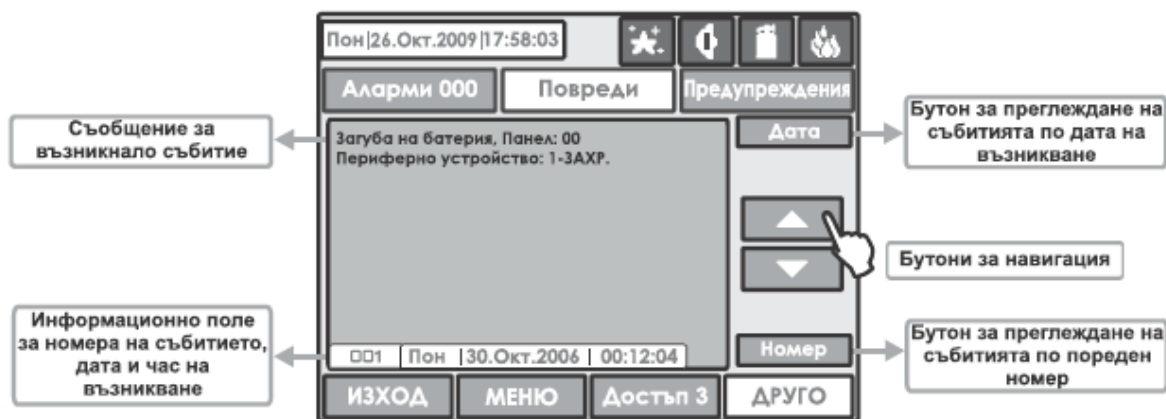 Пон|26.Окт.2009|17:58:03
Аларми 000
Повреди
Предупреждения
Съобщение за
възникнало събитие
Загуба на батерия, Панел: 00
Периферно устройство: 1-ЗАХР.
Дата
Бутон за преглеждане на
събитията по дата на
възникване
Бутони за навигация
Информационно поле
за номера на събитието,
дата и час на
възникване
001 | Пон |30.Окт.2006 | 00:12:04
Номер
Бутон за преглеждане на
събитията по пореден
номер
ИЗХОД
МЕНЮ
Достъп 3
ДРУГО